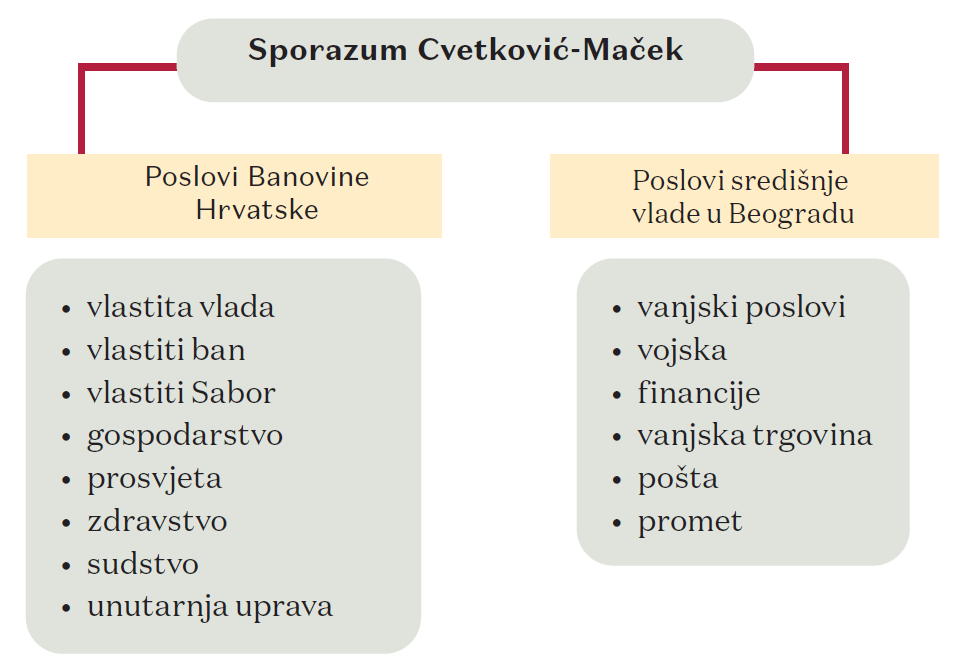 Sporazum Cvetković-Maček
Poslovi Banovine
Hrvatske
• vlastita vlada
• vlastiti ban
• vlastiti Sabor
• gospodarstvo
• prosvjeta
• zdravstvo
• sudstvo
• unutarnja uprava
Poslovi središnje
vlade u Beogradu
• vanjski poslovi
• vojska
• financije
• vanjska trgovina
• pošta
• promet